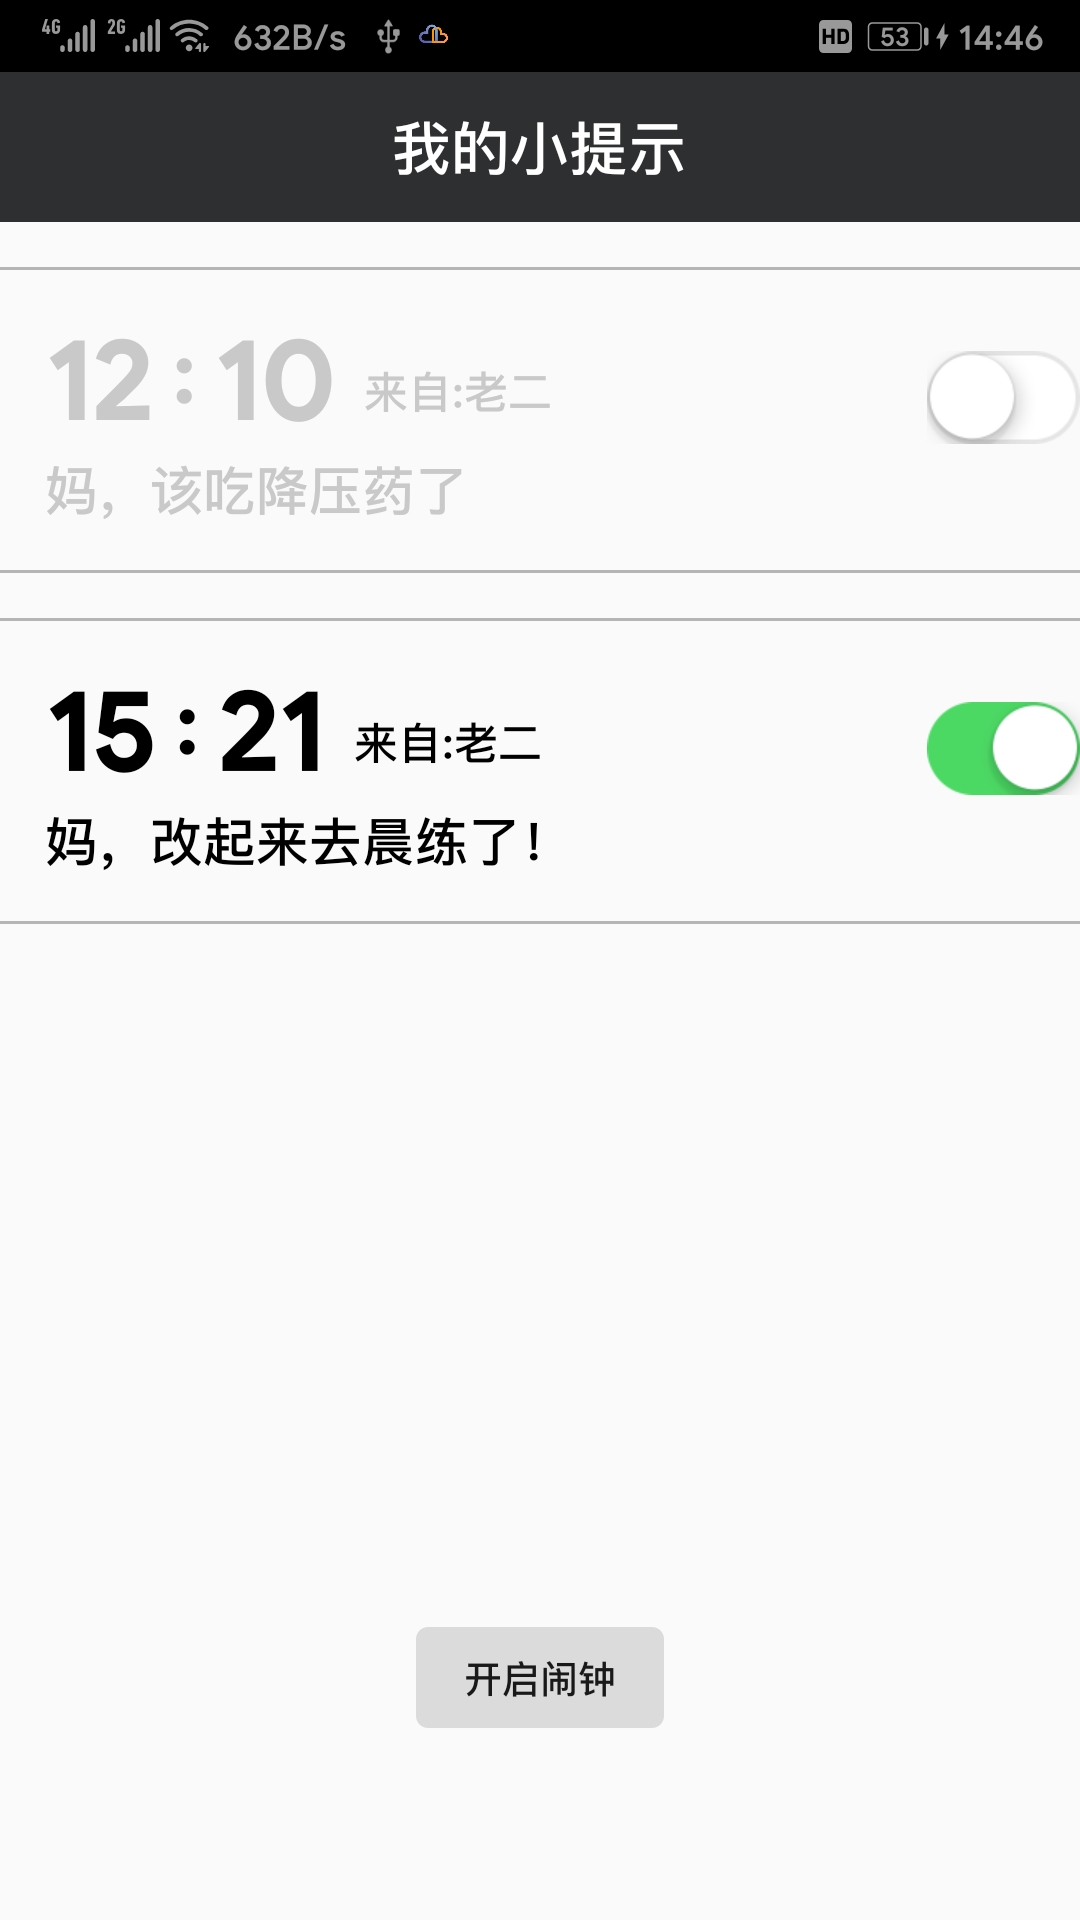 4G 2G 632B/s HD 53 14:46
我的小提示
12 : 10 来自:老二
妈，该吃降压药了
15 : 21 来自:老二
妈，改起来去晨练了！
开启闹钟